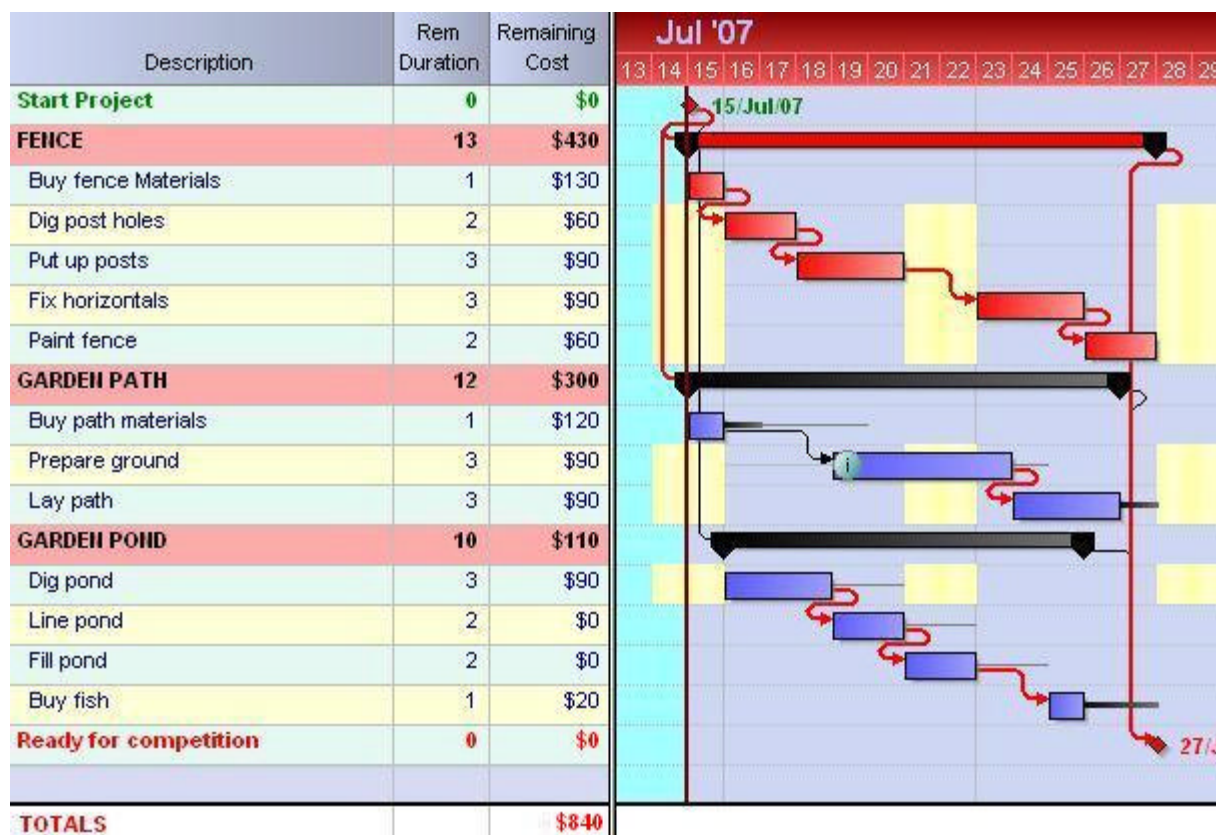 Description Rem Duration Remaining Cost Jul '07
13 14 15 16 17 18 19 20 21 22 23 24 25 26 27 28 29
Start Project 0 $0 15/Jul/07
FENCE 13 $430
Buy fence Materials 1 $130
Dig post holes 2 $60
Put up posts 3 $90
Fix horizontals 3 $90
Paint fence 2 $60
GARDEN PATH 12 $300
Buy path materials 1 $120
Prepare ground 3 $90 i
Lay path 3 $90
GARDEN POND 10 $110
Dig pond 3 $90
Line pond 2 $0
Fill pond 2 $0
Buy fish 1 $20
Ready for competition 0 $0 27/J
TOTALS $840